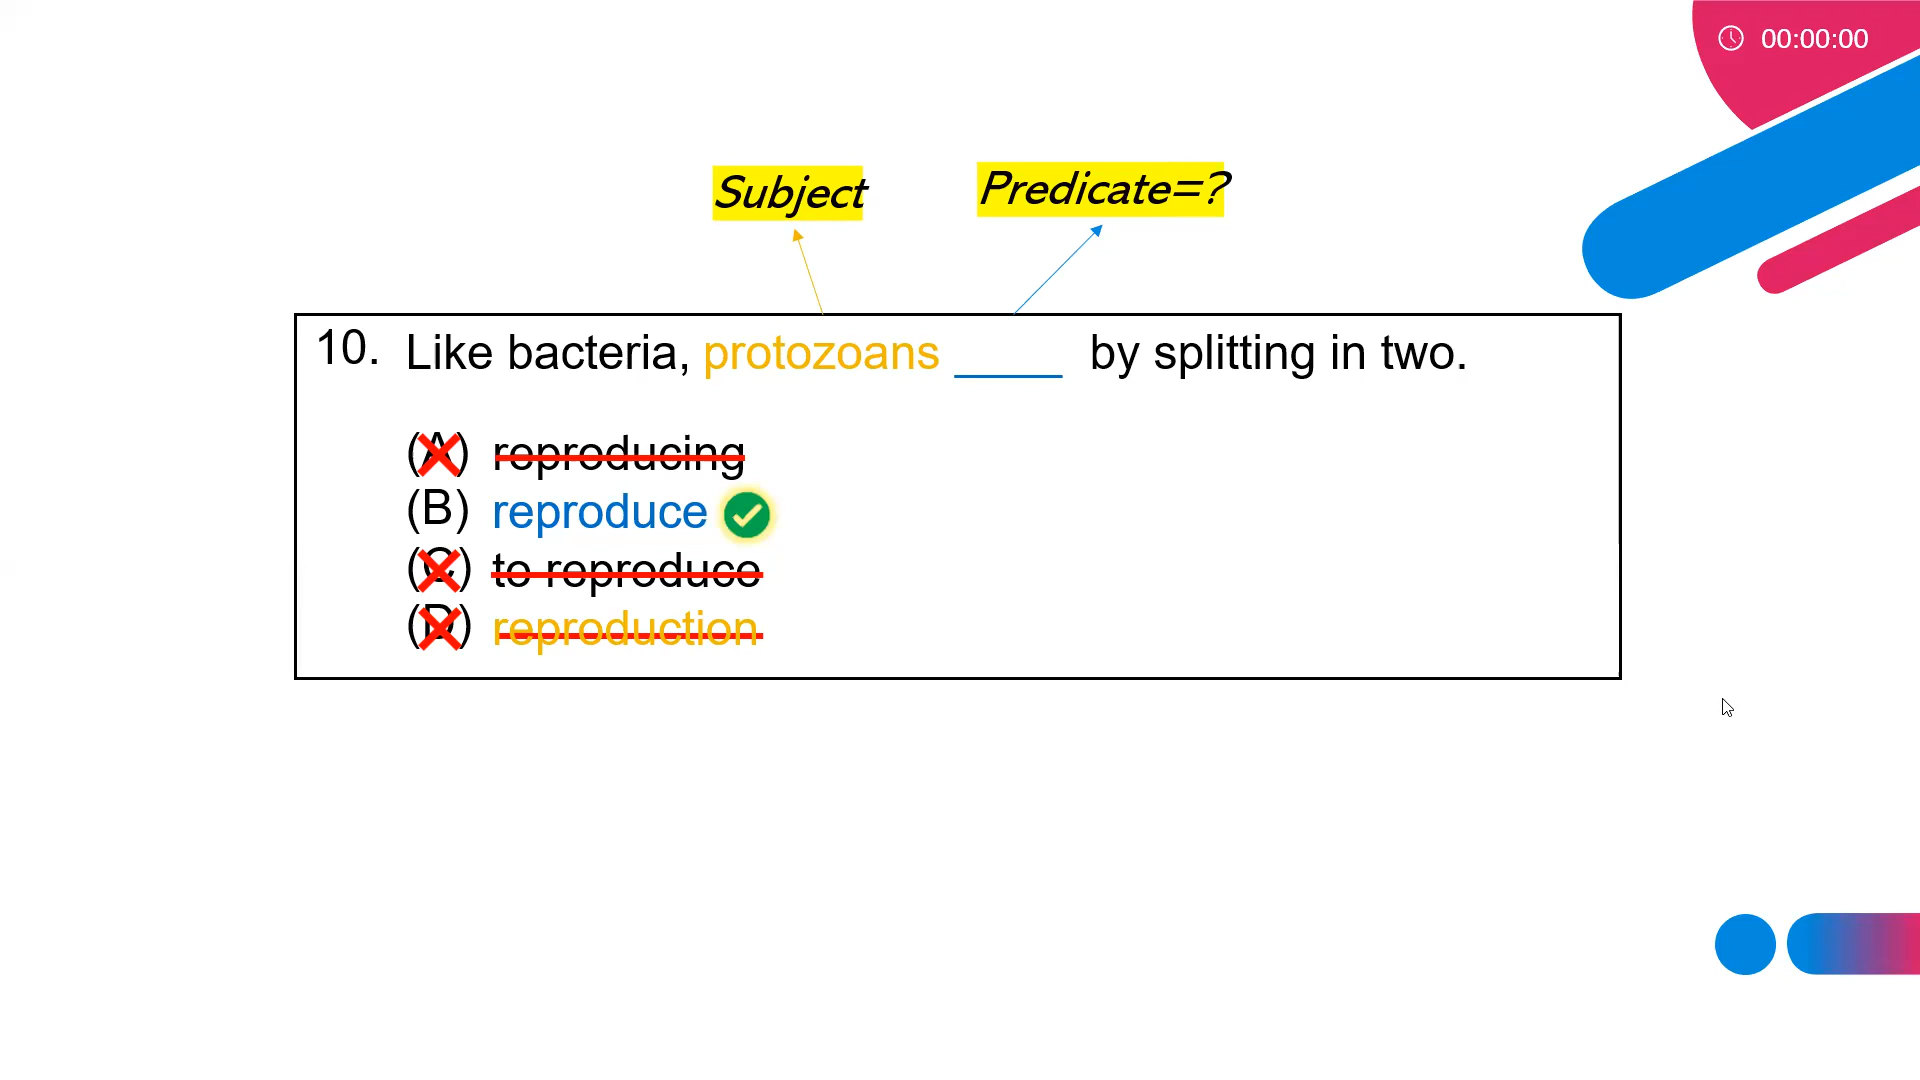 00:00:00
Subject Predicate=?
10. Like bacteria, protozoans _____ by splitting in two.
(A) reproducing
(B) reproduce
(C) to reproduce
(D) reproduction